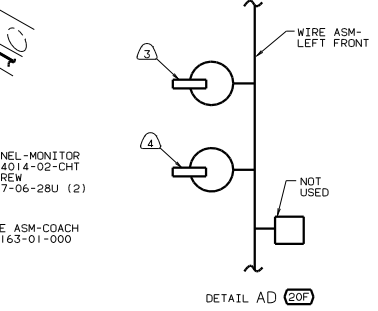 3
WIRE ASM-
LEFT FRONT
4
NEL-MONITOR
4014-02-CHT
REW
7-06-28U (2)
NOT
USED
E ASM-COACH
163-01-000
DETAIL AD 20F